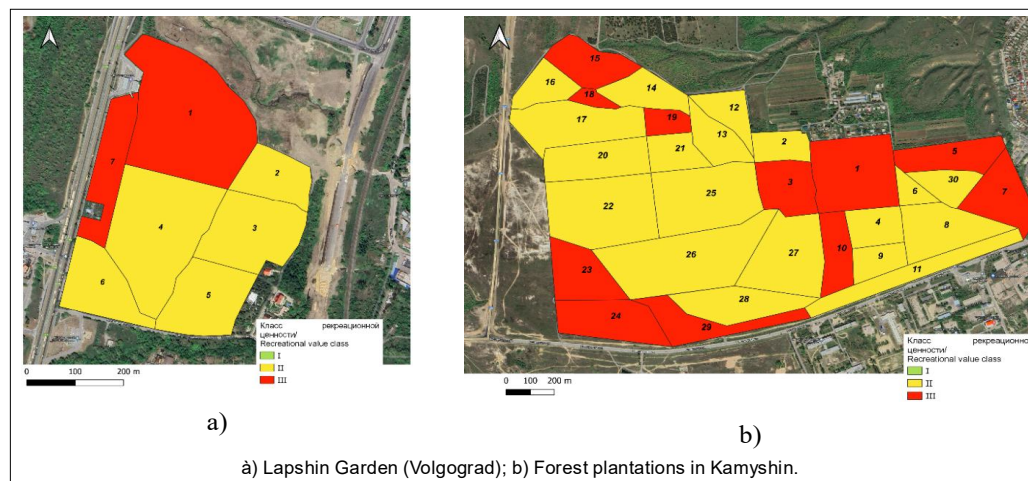 1
7
2
4
3
6
5
Класс рекреационной
ценности/
Recreational value class
I
II
III
0 100 200 m
a)
15
16
18
14
12
17
19
13
2
20
21
3
1
5
30
6
7
22
25
4
8
10
27
9
26
23
11
28
24
29
Класс рекреационной
ценности/
Recreational value class
I
II
III
0 100 200 m
b)
à) Lapshin Garden (Volgograd); b) Forest plantations in Kamyshin.